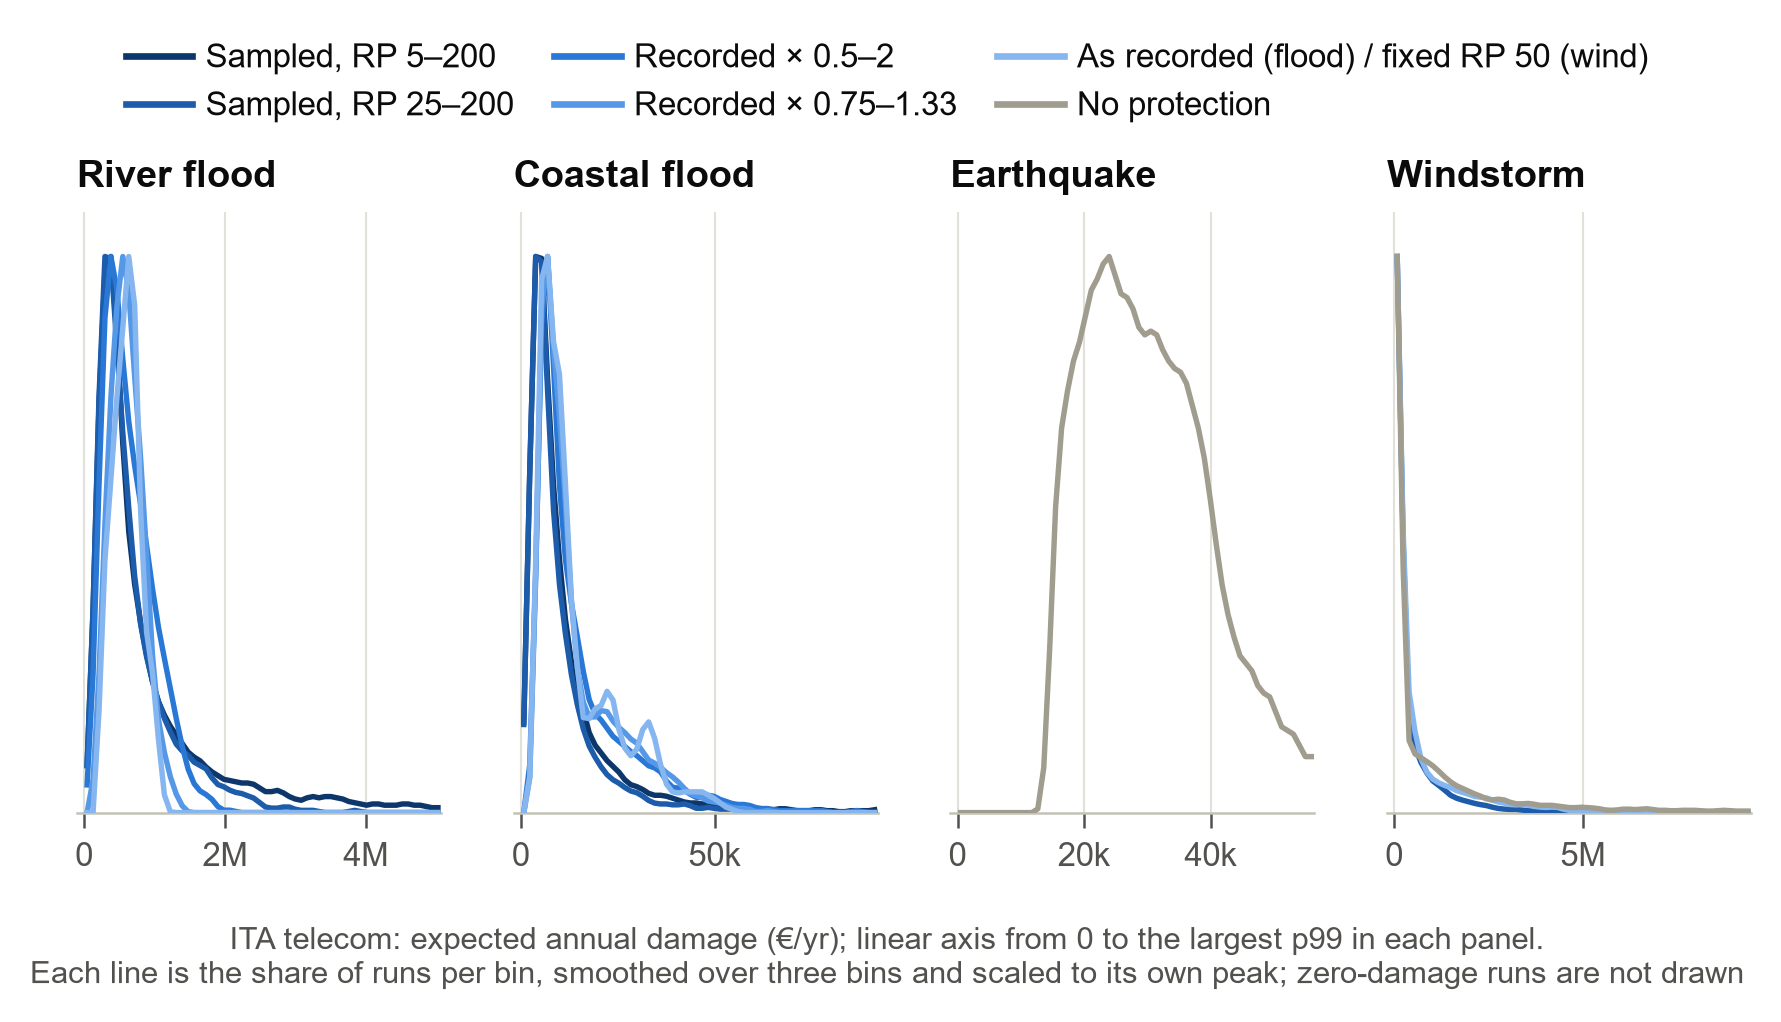 Sampled, RP 5–200
Recorded × 0.5–2
As recorded (flood) / fixed RP 50 (wind)
Sampled, RP 25–200
Recorded × 0.75–1.33
No protection
River flood
Coastal flood
Earthquake
Windstorm
0 2M 4M
0 50k
0 20k 40k
0 5M
ITA telecom: expected annual damage (€/yr); linear axis from 0 to the largest p99 in each panel.
Each line is the share of runs per bin, smoothed over three bins and scaled to its own peak; zero-damage runs are not drawn